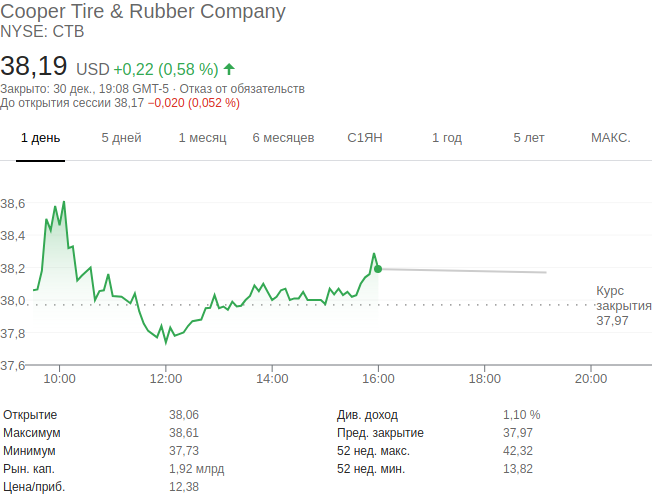 Cooper Tire & Rubber Company
NYSE: CTB
38,19 USD +0,22 (0,58 %)
Закрыто: 30 дек., 19:08 GMT-5 · Отказ от обязательств
До открытия сессии 38,17 −0,020 (0,052 %)
1 день 5 дней 1 месяц 6 месяцев С1ЯН 1 год 5 лет МАКС.
38,6
38,4
38,2
38,0
37,8
37,6
Курс
закрытия
37,97
10:00 12:00 14:00 16:00 18:00 20:00
Открытие 38,06 Див. доход 1,10 %
Максимум 38,61 Пред. закрытие 37,97
Минимум 37,73 52 нед. макс. 42,32
Рын. кап. 1,92 млрд 52 нед. мин. 13,82
Цена/приб. 12,38